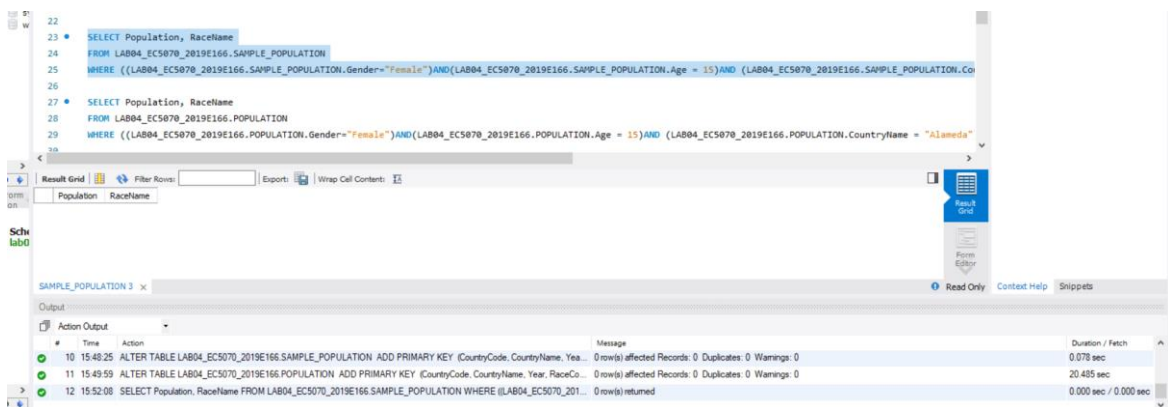 22
23 SELECT Population, RaceName
24 FROM LAB04_EC5070_2019E166.SAMPLE_POPULATION
25 WHERE ((LAB04_EC5070_2019E166.SAMPLE_POPULATION.Gender="Female")AND(LAB04_EC5070_2019E166.SAMPLE_POPULATION.Age = 15)AND (LAB04_EC5070_2019E166.SAMPLE_POPULATION.Cou
26
27 SELECT Population, RaceName
28 FROM LAB04_EC5070_2019E166.POPULATION
29 WHERE ((LAB04_EC5070_2019E166.POPULATION.Gender="Female")AND(LAB04_EC5070_2019E166.POPULATION.Age = 15)AND (LAB04_EC5070_2019E166.POPULATION.CountryName = "Alameda"
30
Result Grid Filter Rows: Export: Wrap Cell Content:
Population RaceName
Result Grid
Form Editor
Sche
lab0
SAMPLE_POPULATION 3 Read Only Context Help Snippets
Output
Action Output
# Time Action Message Duration / Fetch
10 15:48:25 ALTER TABLE LAB04_EC5070_2019E166.SAMPLE_POPULATION ADD PRIMARY KEY (CountryCode, CountryName, Yea... 0 row(s) affected Records: 0 Duplicates: 0 Warnings: 0 0.078 sec
11 15:49:59 ALTER TABLE LAB04_EC5070_2019E166.POPULATION ADD PRIMARY KEY (CountryCode, CountryName, Year, RaceCo... 0 row(s) affected Records: 0 Duplicates: 0 Warnings: 0 20.485 sec
12 15:52:08 SELECT Population, RaceName FROM LAB04_EC5070_2019E166.SAMPLE_POPULATION WHERE ((LAB04_EC5070_201... 0 row(s) returned 0.000 sec / 0.000 sec